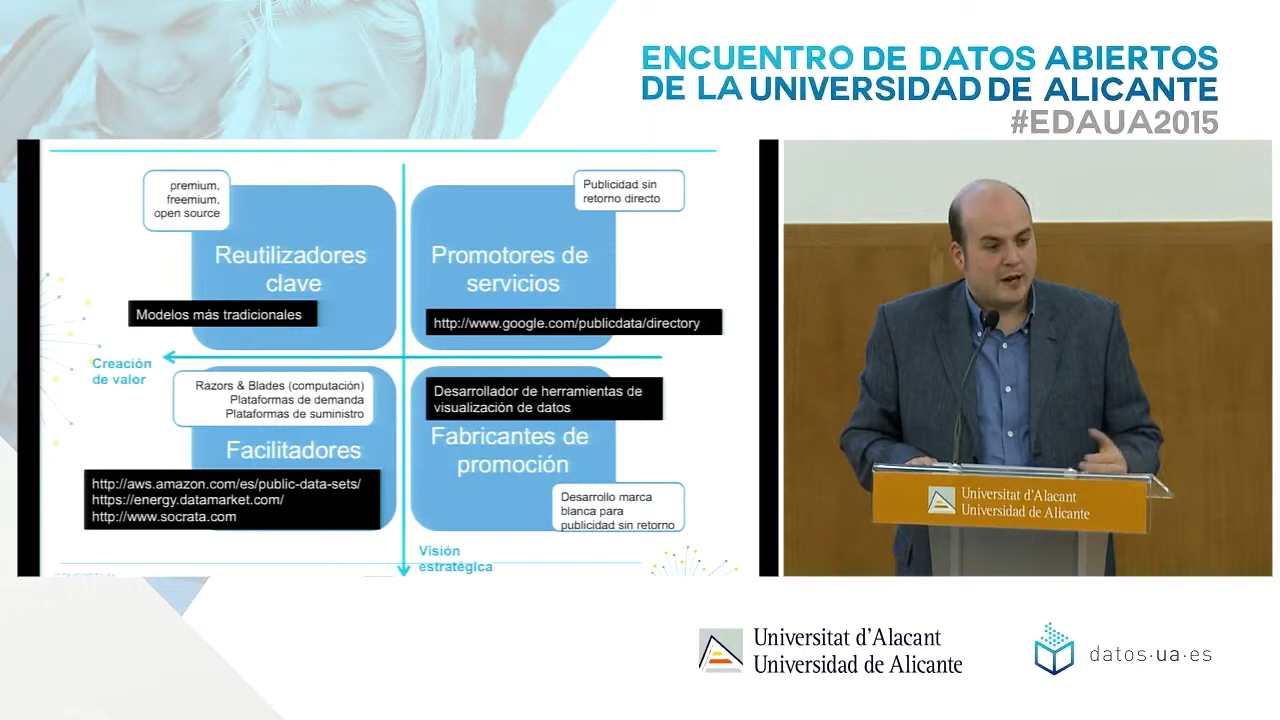 ENCUENTRO DE DATOS ABIERTOS
DE LA UNIVERSIDAD DE ALICANTE
#EDAUA2015
premium,
freemium,
open source
Reutilizadores
clave
Modelos más tradicionales
Publicidad sin
retorno directo
Promotores de
servicios
http://www.google.com/publicdata/directory
Creación
de valor
Razors & Blades (computación)
Plataformas de demanda
Plataformas de suministro
Facilitadores
http://aws.amazon.com/es/public-data-sets/
https://energy.datamarket.com/
http://www.socrata.com
Desarrollador de herramientas de
visualización de datos
Fabricantes de
promoción
Desarrollo marca
blanca para
publicidad sin retorno
Visión
estratégica
Universitat d'Alacant
Universidad de Alicante
Universitat d'Alacant
Universidad de Alicante
datos·ua·es